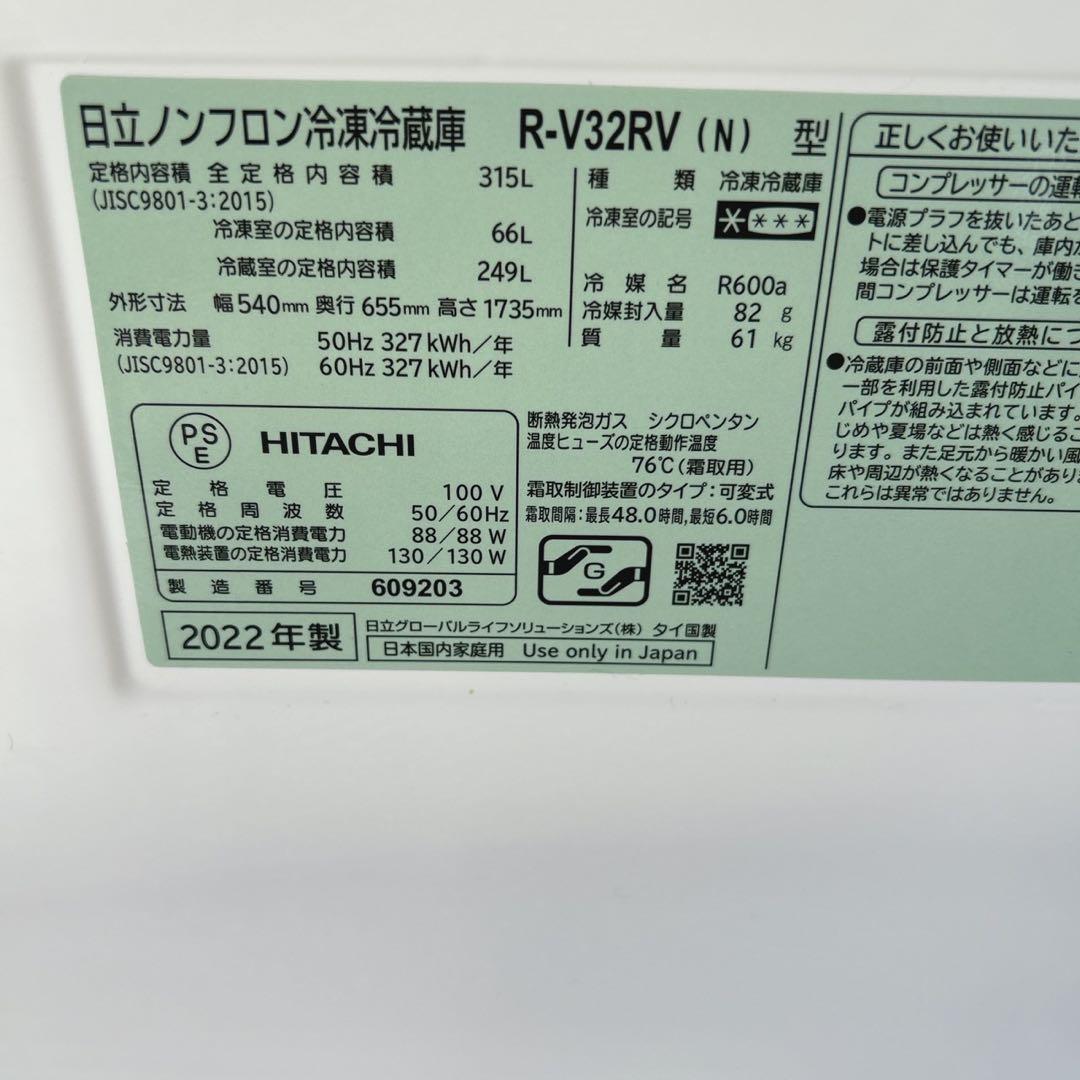 日立ノンフロン冷凍冷蔵庫 R-V32RV (N) 型
定格内容積 全定格内容積 315L
(JISC9801-3:2015)
冷凍室の定格内容積 66L
冷蔵室の定格内容積 249L
外形寸法 幅540mm 奥行655mm 高さ1735mm
消費電力量 50Hz 327kWh/年
(JISC9801-3:2015) 60Hz 327kWh/年
種類 冷凍冷蔵庫
冷凍室の記号 ****
冷媒名 R600a
冷媒封入量 82 g
質量 61 kg
PSE HITACHI
定格電圧 100V
定格周波数 50/60Hz
電動機の定格消費電力 88/88W
電熱装置の定格消費電力 130/130W
製造番号 609203
断熱発泡ガス シクロペンタン
温度ヒューズの定格動作温度
76℃(霜取用)
霜取制御装置のタイプ:可変式
霜取間隔:最長48.0時間,最短6.0時間
G
2022年製
日立グローバルライフソリューションズ(株) タイ国製
日本国内家庭用 Use only in Japan
正しくお使いいた
コンプレッサーの運
●電源プラフを抜いたあと
トに差し込んでも、庫内
場合は保護タイマーが働き
間コンプレッサーは運転を
露付防止と放熱につ
●冷蔵庫の前面や側面などに
一部を利用した露付防止パイ
パイプが組み込まれています。
じめや夏場などは熱く感じるこ
ります。また足元から暖かい風
床や周辺が熱くなることがあり
これらは異常ではありません。